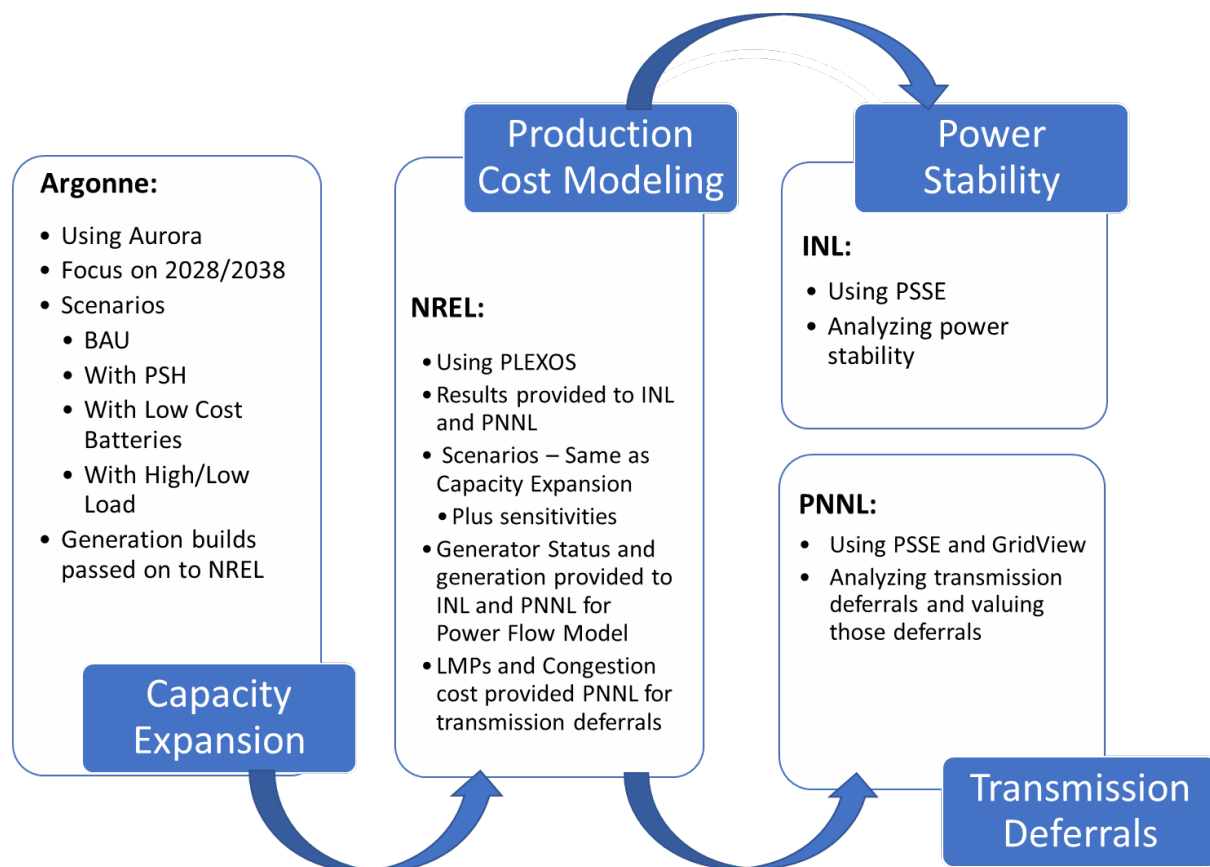 Argonne:
• Using Aurora
• Focus on 2028/2038
• Scenarios
• BAU
• With PSH
• With Low Cost
Batteries
• With High/Low
Load
• Generation builds
passed on to NREL
Capacity
Expansion
Production
Cost Modeling
NREL:
• Using PLEXOS
• Results provided to INL
and PNNL
• Scenarios – Same as
Capacity Expansion
• Plus sensitivities
• Generator Status and
generation provided to
INL and PNNL for
Power Flow Model
• LMPs and Congestion
cost provided PNNL for
transmission deferrals
Power
Stability
INL:
• Using PSSE
• Analyzing power
stability
PNNL:
• Using PSSE and GridView
• Analyzing transmission
deferrals and valuing
those deferrals
Transmission
Deferrals